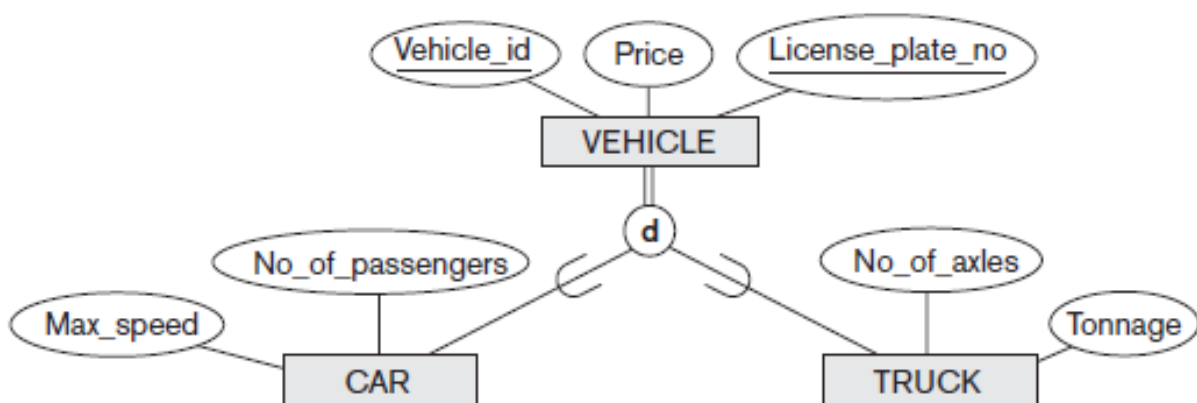 Vehicle_id
Price
License_plate_no
VEHICLE
d
No_of_passengers
No_of_axles
Max_speed
Tonnage
CAR
TRUCK